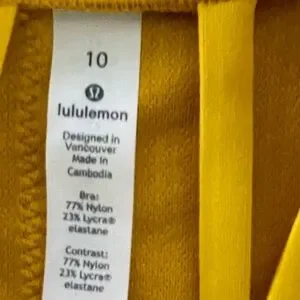 10
lululemon
Designed in
Vancouver
Made in
Cambodia
Bra:
77% Nylon
23% Lycra®
elastane
Contrast:
77% Nylon
23% Lycra®
elastane